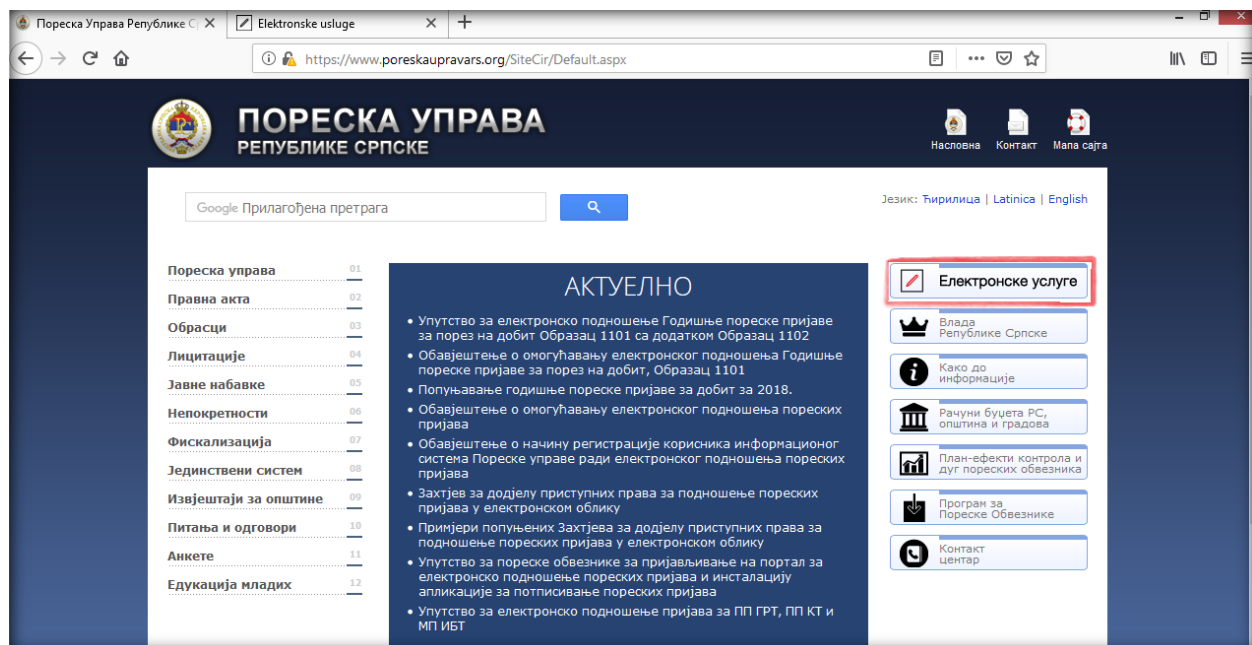 Пореска Управа Републике С
Elektronske usluge
https://www.poreskaupravars.org/SiteCir/Default.aspx
ПОРЕСКА УПРАВА
РЕПУБЛИКЕ СРПСКЕ
Насловна Контакт Мапа сајта
Google Прилагођена претрага
Језик: Ћирилица | Latinica | English
Пореска управа 01
Правна акта 02
Обрасци 03
Лицитације 04
Јавне набавке 05
Непокретности 06
Фискализација 07
Јединствени систем 08
Извјештаји за општине 09
Питања и одговори 10
Анкете 11
Едукација младих 12
АКТУЕЛНО
• Упутство за електронско подношење Годишње пореске пријаве
за порез на добит Образац 1101 са додатком Образац 1102
• Обавјештење о омогућавању електронског подношења Годишње
пореске пријаве за порез на добит, Образац 1101
• Попуњавање годишње пореске пријаве за добит за 2018.
• Обавјештење о омогућавању електронског подношења пореских
пријава
• Обавјештење о начину регистрације корисника информационог
система Пореске управе ради електронског подношења пореских
пријава
• Захтјев за додјелу приступних права за подношење пореских
пријава у електронском облику
• Примјери попуњених Захтјева за додјелу приступних права за
подношење пореских пријава у електронском облику
• Упутство за пореске обвезнике за пријављивање на портал за
електронско подношење пореских пријава и инсталацију
апликације за потписивање пореских пријава
• Упутство за електронско подношење пријава за ПП ГРТ, ПП КТ и
МП ИБТ
Електронске услуге
Влада
Републике Српске
Како до
информације
Рачуни буџета РС,
општина и градова
План-ефекти контрола и
дуг пореских обвезника
Програм за
Пореске Обвезнике
Контакт
центар